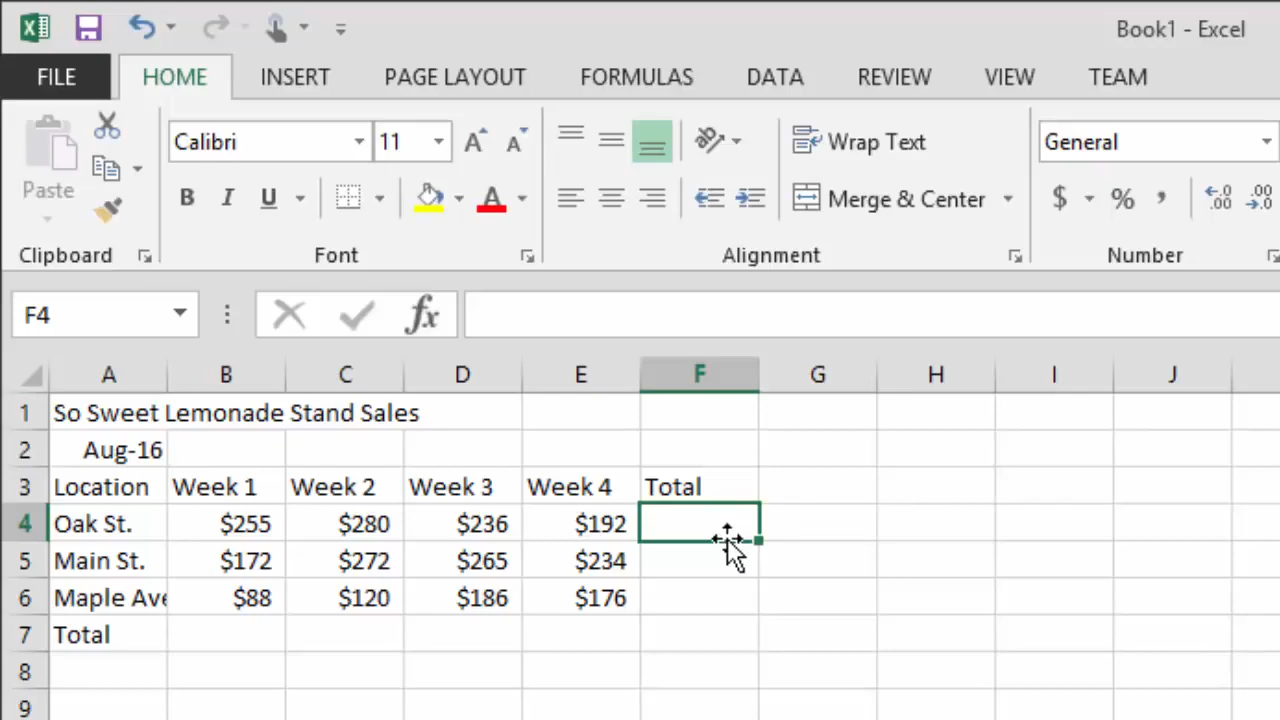 Book1 - Excel
FILE HOME INSERT PAGE LAYOUT FORMULAS DATA REVIEW VIEW TEAM
Calibri 11 Wrap Text General
Paste B I U A Merge & Center $ % ,
Clipboard Font Alignment Number
F4 fx
A B C D E F G H I J
1 So Sweet Lemonade Stand Sales
2 Aug-16
3 Location Week 1 Week 2 Week 3 Week 4 Total
4 Oak St. $255 $280 $236 $192
5 Main St. $172 $272 $265 $234
6 Maple Ave $88 $120 $186 $176
7 Total
8
9